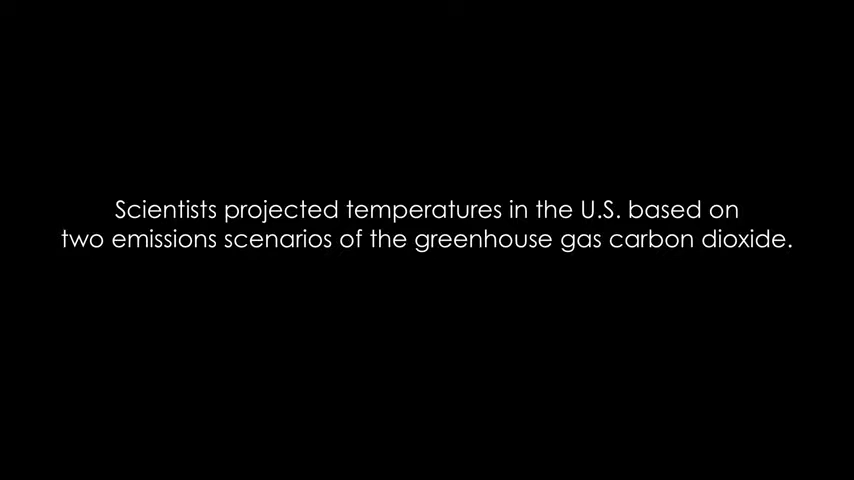 Scientists projected temperatures in the U.S. based on
two emissions scenarios of the greenhouse gas carbon dioxide.